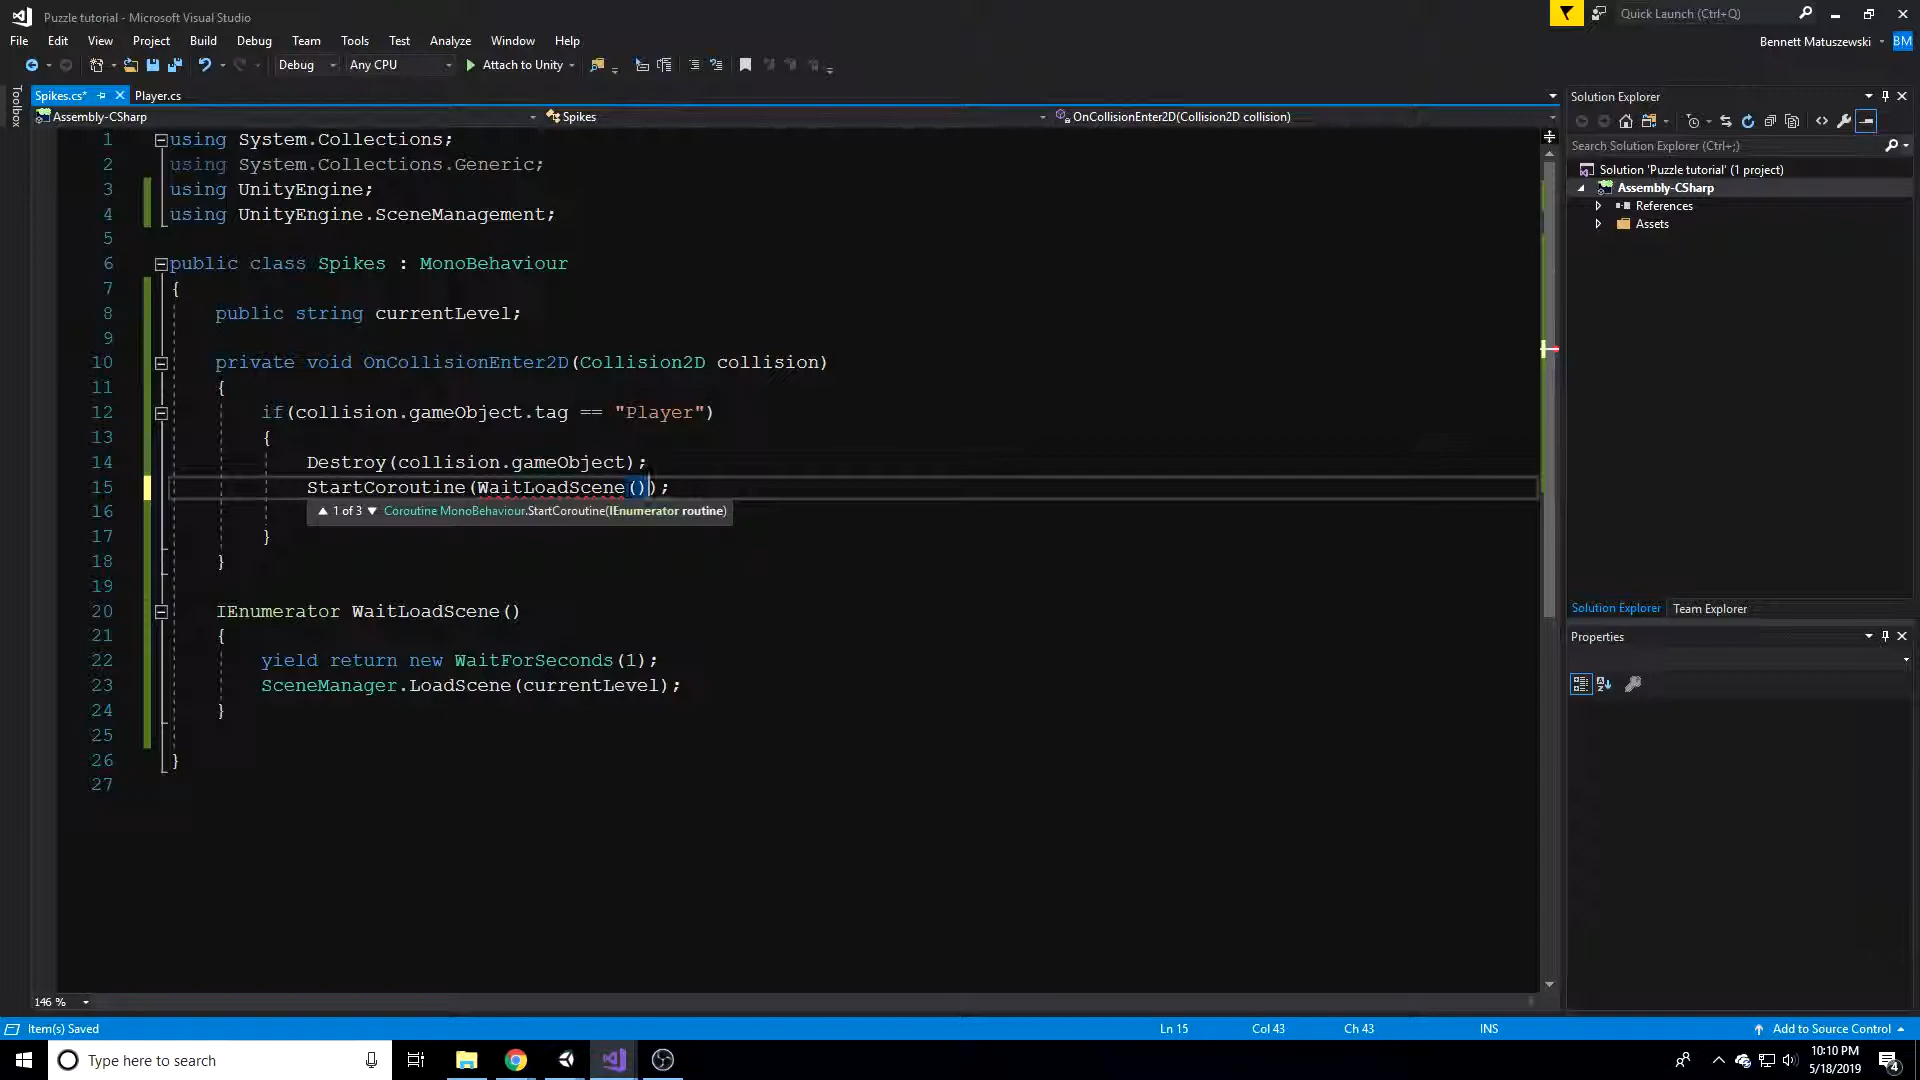 Puzzle tutorial - Microsoft Visual Studio
Quick Launch (Ctrl+Q)
File Edit View Project Build Debug Team Tools Test Analyze Window Help
Bennett Matuszewski BM
Debug Any CPU Attach to Unity
Toolbox
Spikes.cs* Player.cs
Assembly-CSharp Spikes OnCollisionEnter2D(Collision2D collision)
1 using System.Collections;
2 using System.Collections.Generic;
3 using UnityEngine;
4 using UnityEngine.SceneManagement;
5
6 public class Spikes : MonoBehaviour
7 {
8 public string currentLevel;
9
10 private void OnCollisionEnter2D(Collision2D collision)
11 {
12 if(collision.gameObject.tag == "Player")
13 {
14 Destroy(collision.gameObject);
15 StartCoroutine(WaitLoadScene());
16 1 of 3 Coroutine MonoBehaviour.StartCoroutine(IEnumerator routine)
17 }
18 }
19
20 IEnumerator WaitLoadScene()
21 {
22 yield return new WaitForSeconds(1);
23 SceneManager.LoadScene(currentLevel);
24 }
25
26 }
27
146 %
Solution Explorer
Search Solution Explorer (Ctrl+;)
Solution 'Puzzle tutorial' (1 project)
Assembly-CSharp
References
Assets
Solution Explorer Team Explorer
Properties
Item(s) Saved Ln 15 Col 43 Ch 43 INS Add to Source Control
Type here to search
10:10 PM
5/18/2019
4